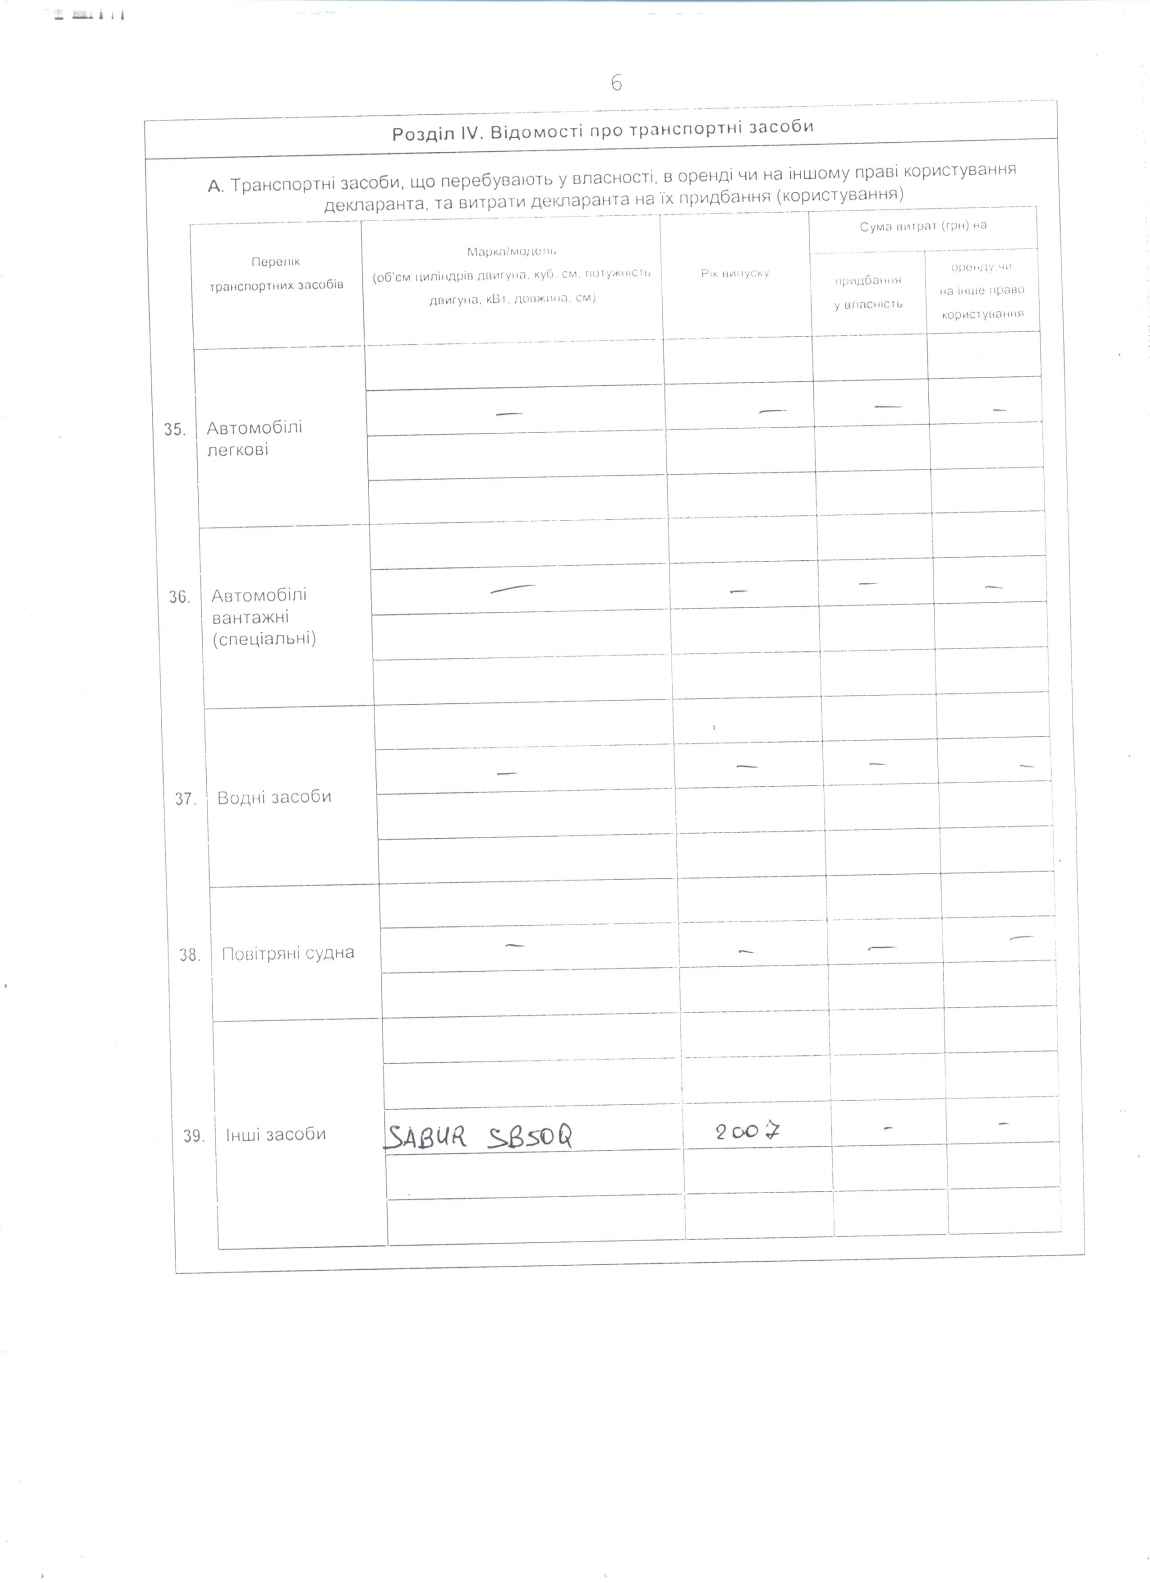 6
Розділ IV. Відомості про транспортні засоби
А. Транспортні засоби, що перебувають у власності, в оренді чи на іншому праві користування
декларанта, та витрати декларанта на їх придбання (користування)
Перелік
транспортних засобів
Марка/модель
(об'єм циліндрів двигуна, куб. см, потужність
двигуна, кВт, довжина, см)
Рік випуску
Сума витрат (грн) на
придбання
у власність
оренду чи
на інше право
користування
35. Автомобілі
легкові
— — — —
36. Автомобілі
вантажні
(спеціальні)
— — — —
37. Водні засоби
— — — —
38. Повітряні судна
— — — —
39. Інші засоби SABUR SB50Q 2007 - -